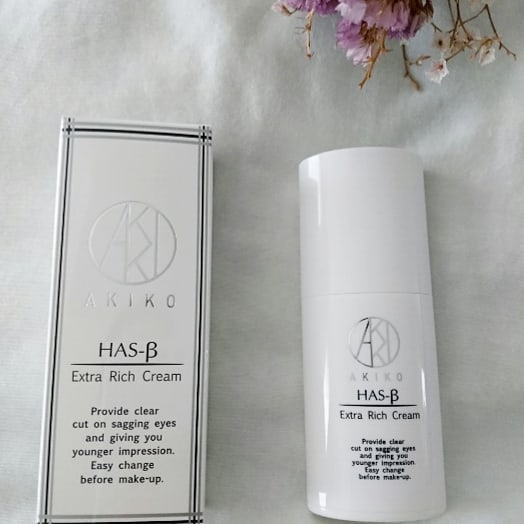 AKI
AKIKO
HAS-β
Extra Rich Cream
Provide clear
cut on sagging eyes
and giving you
younger impression.
Easy change
before make-up.
AKI
AKIKO
HAS-β
Extra Rich Cream
Provide clear
cut on sagging eyes
and giving you
younger impression.
Easy change
before make-up.